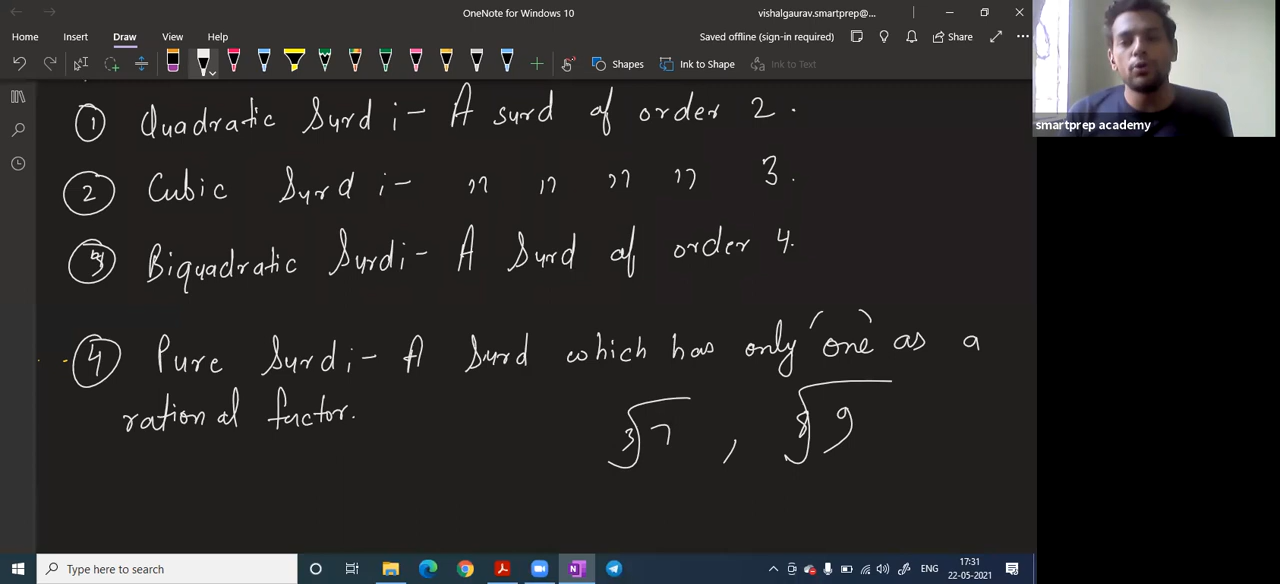 OneNote for Windows 10
vishalgaurav.smartprep@...
Home Insert Draw View Help
Saved offline (sign-in required) Share
Shapes Ink to Shape Ink to Text
① Quadratic Surd :- A surd of order 2.
② Cubic Surd :- " " " " 3.
③ Biquadratic Surd :- A Surd of order 4.
④ Pure Surd :- A Surd which has only 'one' as a
rational factor.
∛7 , ∜9
smartprep academy
Type here to search
ENG
17:31
22-05-2021